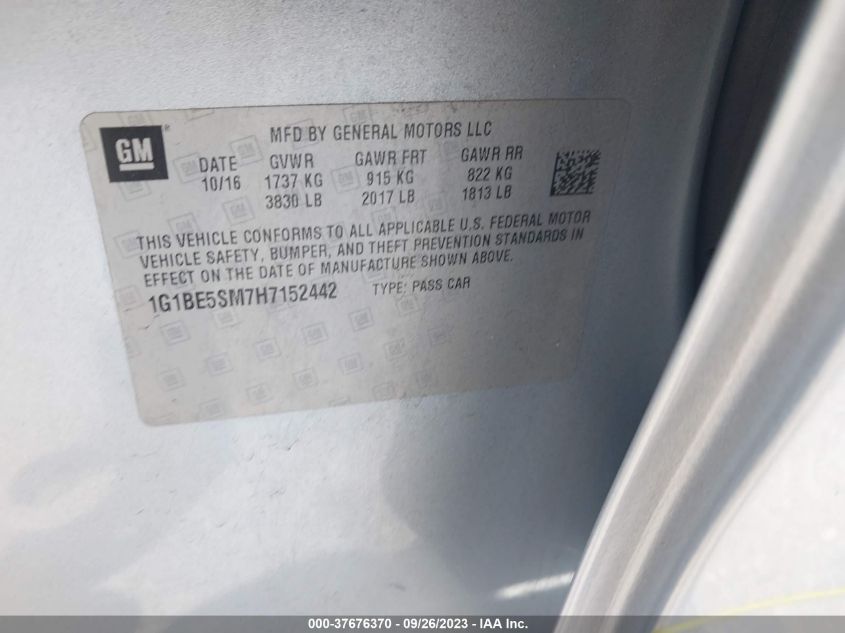 GM ®
MFD BY GENERAL MOTORS LLC
DATE GVWR GAWR FRT GAWR RR
10/16 1737 KG 915 KG 822 KG
3830 LB 2017 LB 1813 LB
THIS VEHICLE CONFORMS TO ALL APPLICABLE U.S. FEDERAL MOTOR
VEHICLE SAFETY, BUMPER, AND THEFT PREVENTION STANDARDS IN
EFFECT ON THE DATE OF MANUFACTURE SHOWN ABOVE.
1G1BE5SM7H7152442 TYPE: PASS CAR
000-37676370 - 09/26/2023 - © IAA Inc.